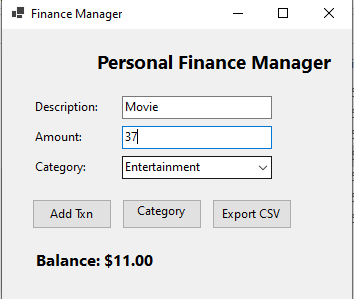 Finance Manager
Personal Finance Manager
Description: Movie
Amount: 37
Category: Entertainment
Add Txn Category Export CSV
Balance: $11.00